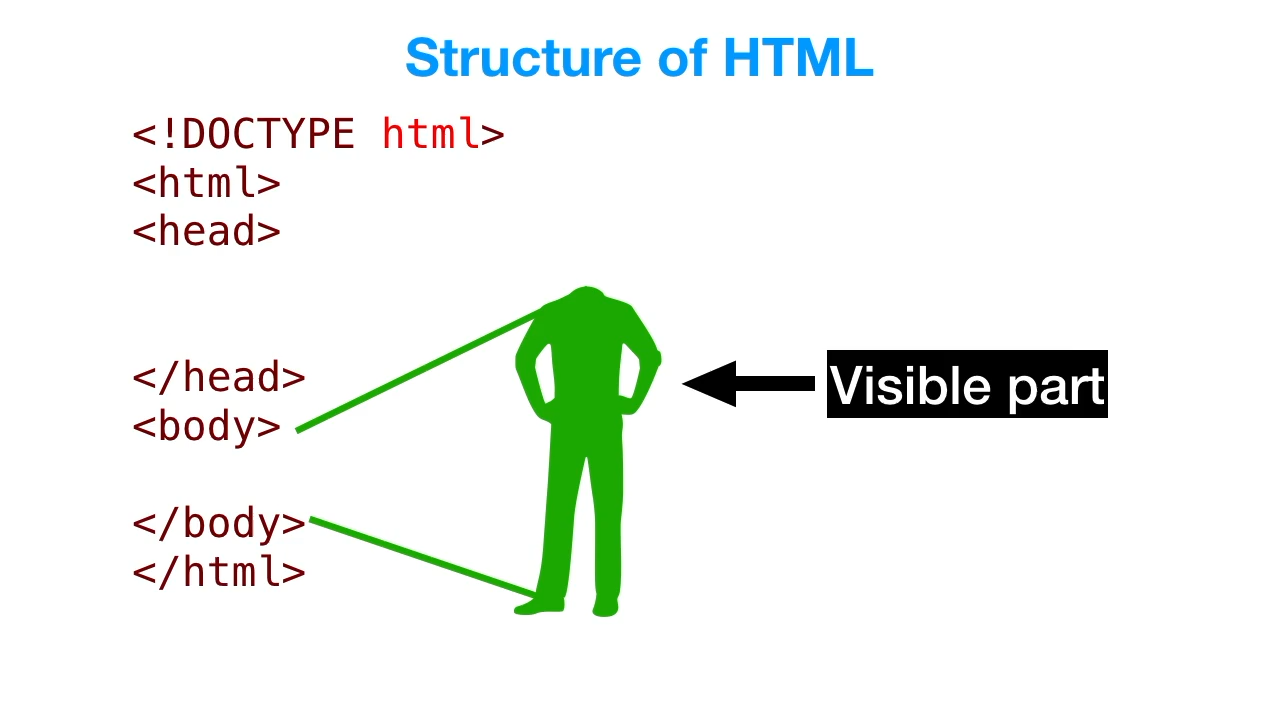 Structure of HTML
<!DOCTYPE html>
<html>
<head>
</head>
<body>
Visible part
</body>
</html>